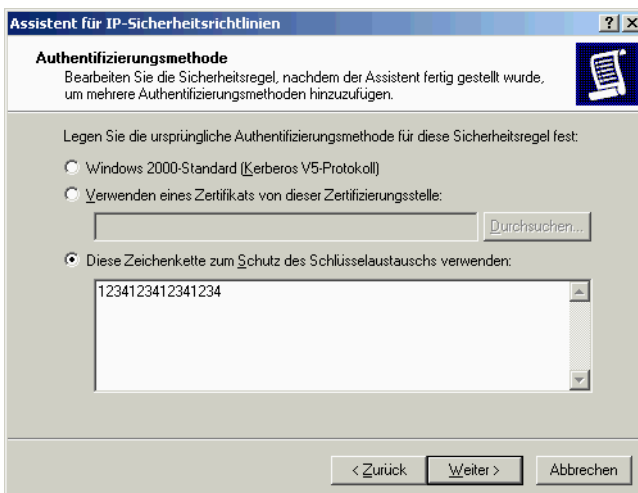 Assistent für IP-Sicherheitsrichtlinien
Authentifizierungsmethode
Bearbeiten Sie die Sicherheitsregel, nachdem der Assistent fertig gestellt wurde,
um mehrere Authentifizierungsmethoden hinzuzufügen.
Legen Sie die ursprüngliche Authentifizierungsmethode für diese Sicherheitsregel fest:
Windows 2000-Standard (Kerberos V5-Protokoll)
Verwenden eines Zertifikats von dieser Zertifizierungsstelle:
Durchsuchen...
Diese Zeichenkette zum Schutz des Schlüsselaustauschs verwenden:
1234123412341234
< Zurück Weiter > Abbrechen